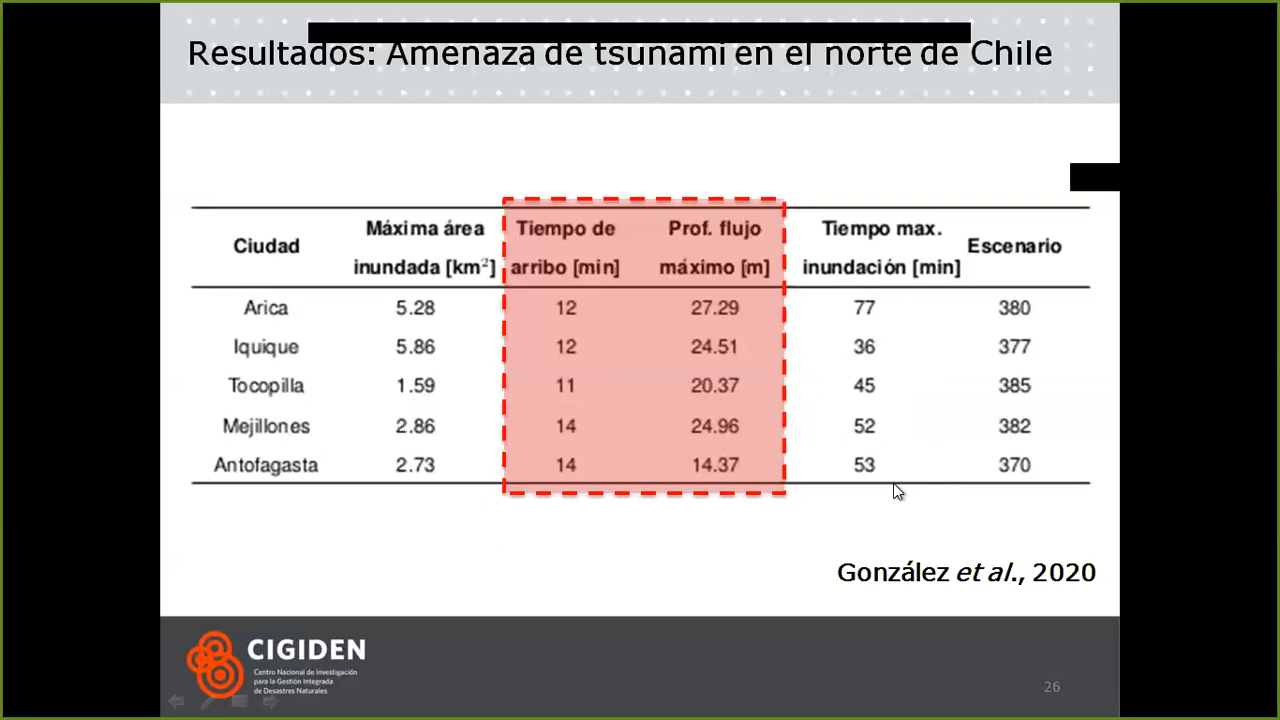 Resultados: Amenaza de tsunami en el norte de Chile
Ciudad Máxima área inundada [km²] Tiempo de arribo [min] Prof. flujo máximo [m] Tiempo max. inundación [min] Escenario
Arica 5.28 12 27.29 77 380
Iquique 5.86 12 24.51 36 377
Tocopilla 1.59 11 20.37 45 385
Mejillones 2.86 14 24.96 52 382
Antofagasta 2.73 14 14.37 53 370
González et al., 2020
CIGIDEN
Centro Nacional de Investigación
para la Gestión Integrada
de Desastres Naturales
26